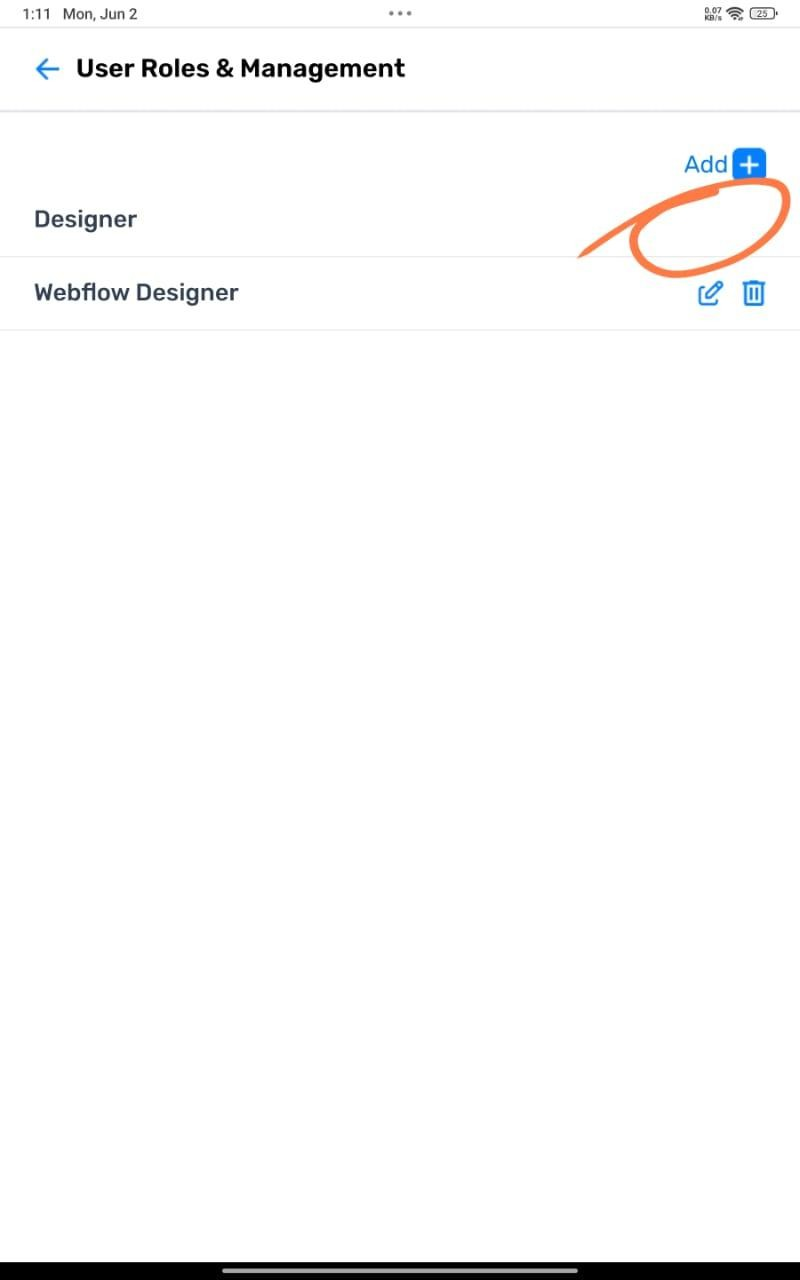 1:11 Mon, Jun 2
0.07
KB/s
25
User Roles & Management
Add
Designer
Webflow Designer